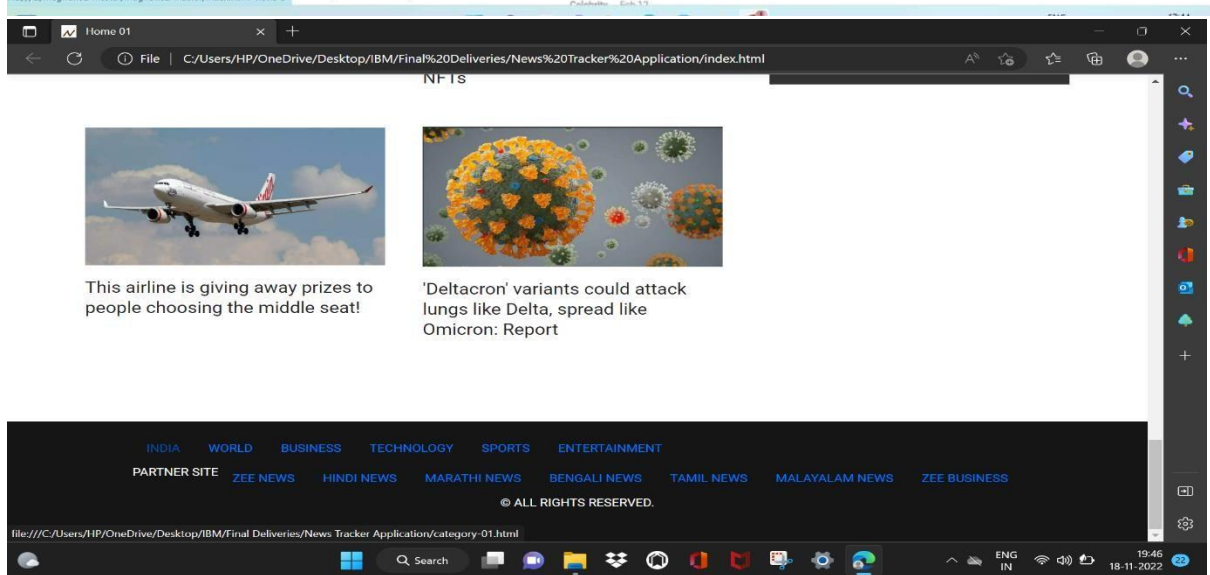 Celebrity Feb 12
Home 01
File | C:/Users/HP/OneDrive/Desktop/IBM/Final%20Deliveries/News%20Tracker%20Application/index.html
NFTs
This airline is giving away prizes to
people choosing the middle seat!
'Deltacron' variants could attack
lungs like Delta, spread like
Omicron: Report
INDIA WORLD BUSINESS TECHNOLOGY SPORTS ENTERTAINMENT
PARTNER SITE ZEE NEWS HINDI NEWS MARATHI NEWS BENGALI NEWS TAMIL NEWS MALAYALAM NEWS ZEE BUSINESS
© ALL RIGHTS RESERVED.
file:///C:/Users/HP/OneDrive/Desktop/IBM/Final Deliveries/News Tracker Application/category-01.html
Search
ENG
IN
19:46
18-11-2022
22